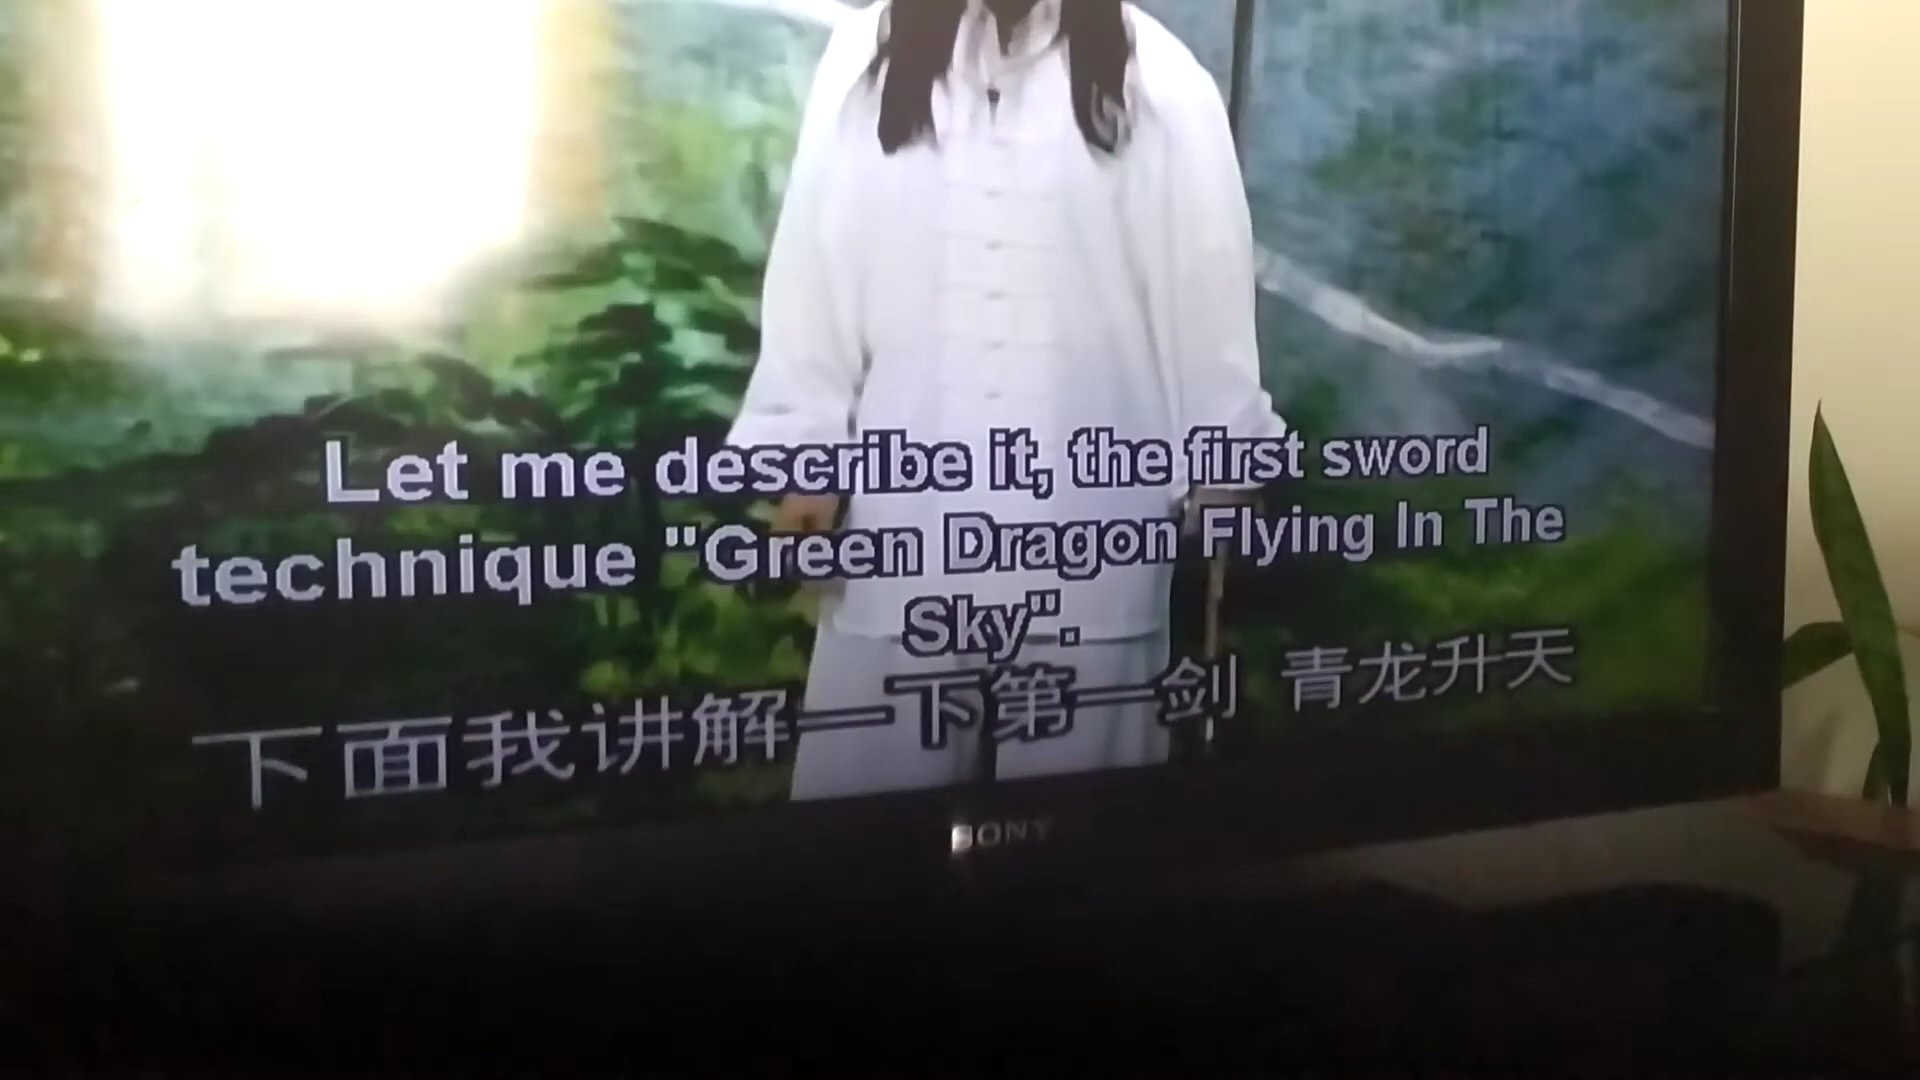 Let me describe it, the first sword
technique "Green Dragon Flying In The
Sky".
下面我讲解一下第一剑 青龙升天
SONY